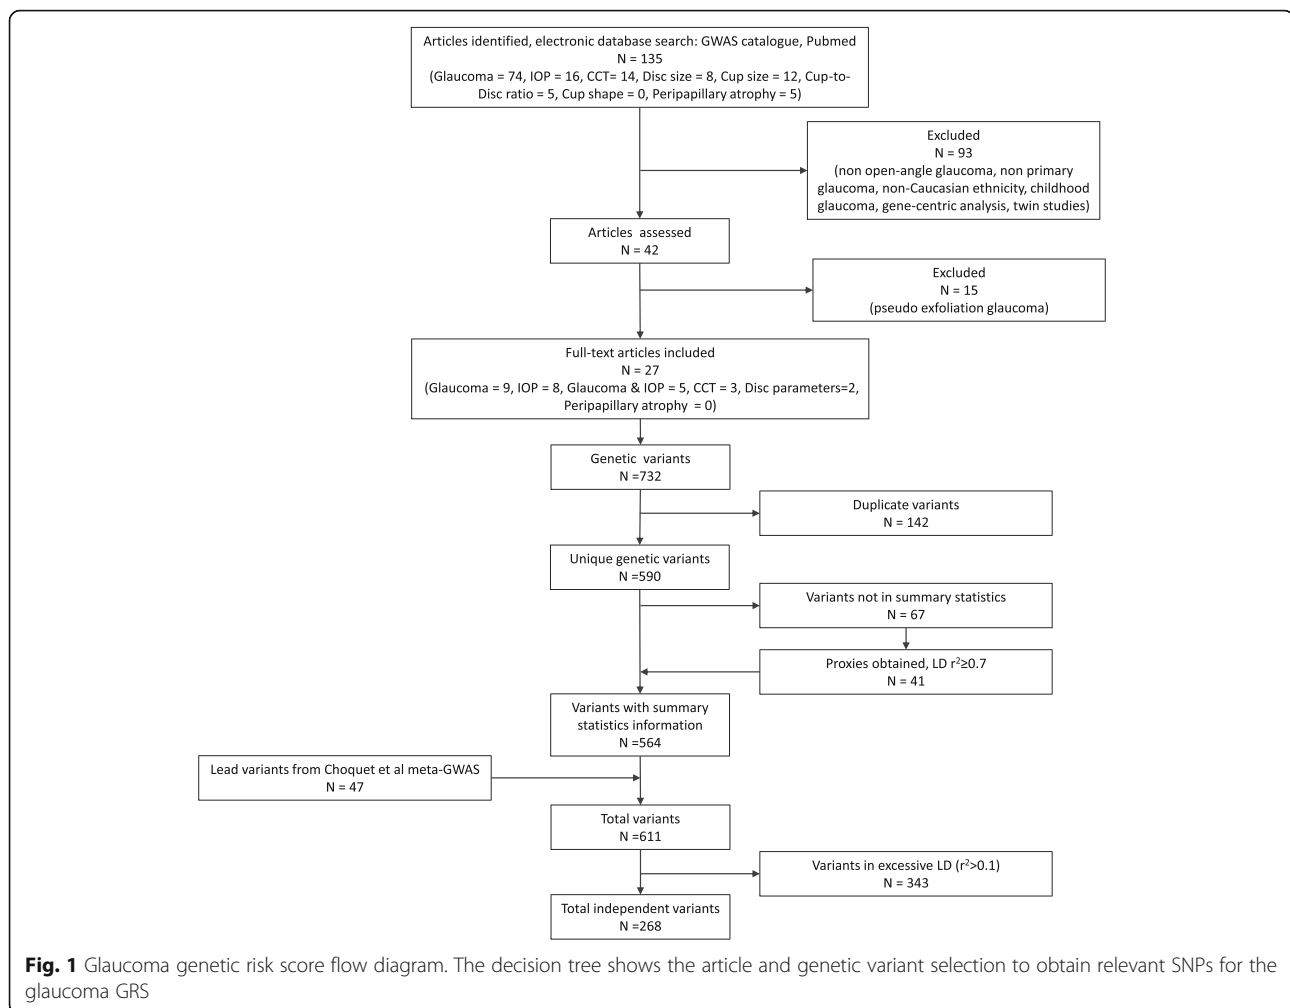 Articles identified, electronic database search: GWAS catalogue, Pubmed
N = 135
(Glaucoma = 74, IOP = 16, CCT= 14, Disc size = 8, Cup size = 12, Cup-to-
Disc ratio = 5, Cup shape = 0, Peripapillary atrophy = 5)
Excluded
N = 93
(non open-angle glaucoma, non primary
glaucoma, non-Caucasian ethnicity, childhood
glaucoma, gene-centric analysis, twin studies)
Articles assessed
N = 42
Excluded
N = 15
(pseudo exfoliation glaucoma)
Full-text articles included
N = 27
(Glaucoma = 9, IOP = 8, Glaucoma & IOP = 5, CCT = 3, Disc parameters=2,
Peripapillary atrophy = 0)
Genetic variants
N =732
Duplicate variants
N = 142
Unique genetic variants
N =590
Variants not in summary statistics
N = 67
Proxies obtained, LD r²≥0.7
N = 41
Variants with summary
statistics information
N =564
Lead variants from Choquet et al meta-GWAS
N = 47
Total variants
N =611
Variants in excessive LD (r²>0.1)
N = 343
Total independent variants
N =268
Fig. 1 Glaucoma genetic risk score flow diagram. The decision tree shows the article and genetic variant selection to obtain relevant SNPs for the
glaucoma GRS